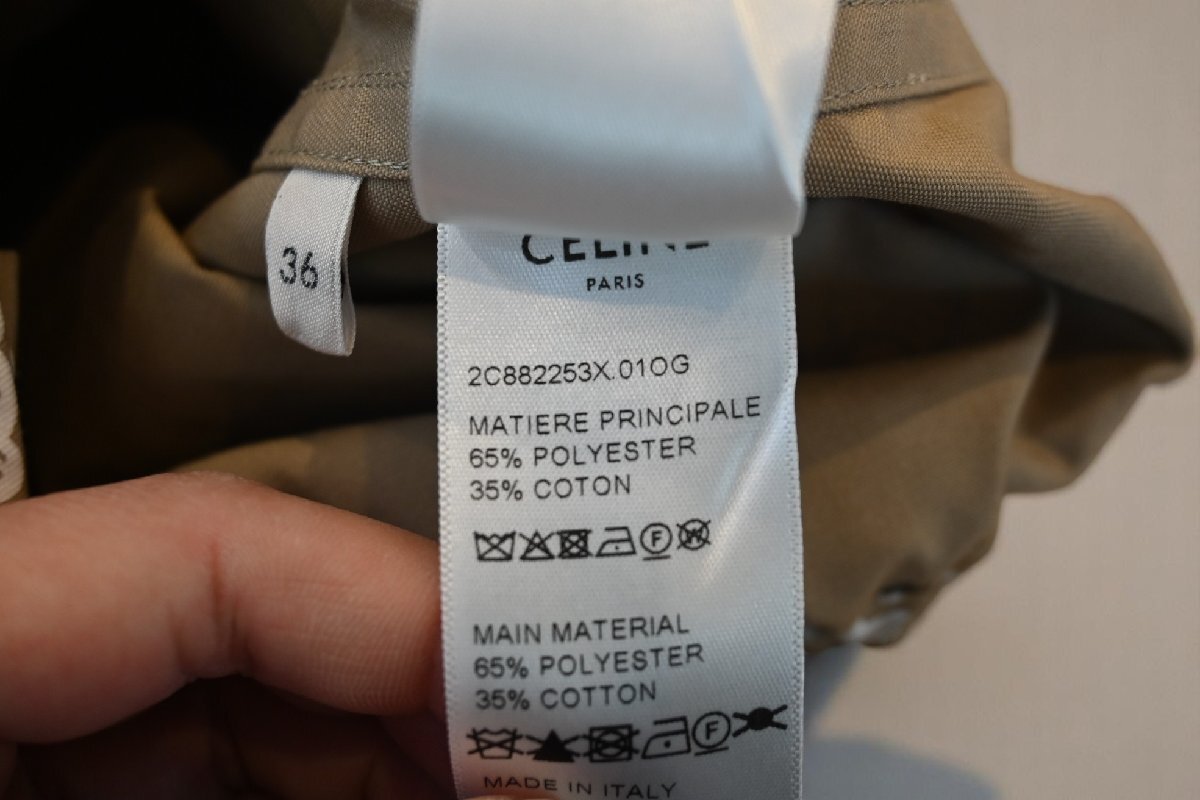 36
CELINE
PARIS
2C882253X.01OG
MATIERE PRINCIPALE
65% POLYESTER
35% COTON
F W
MAIN MATERIAL
65% POLYESTER
35% COTTON
F
MADE IN ITALY